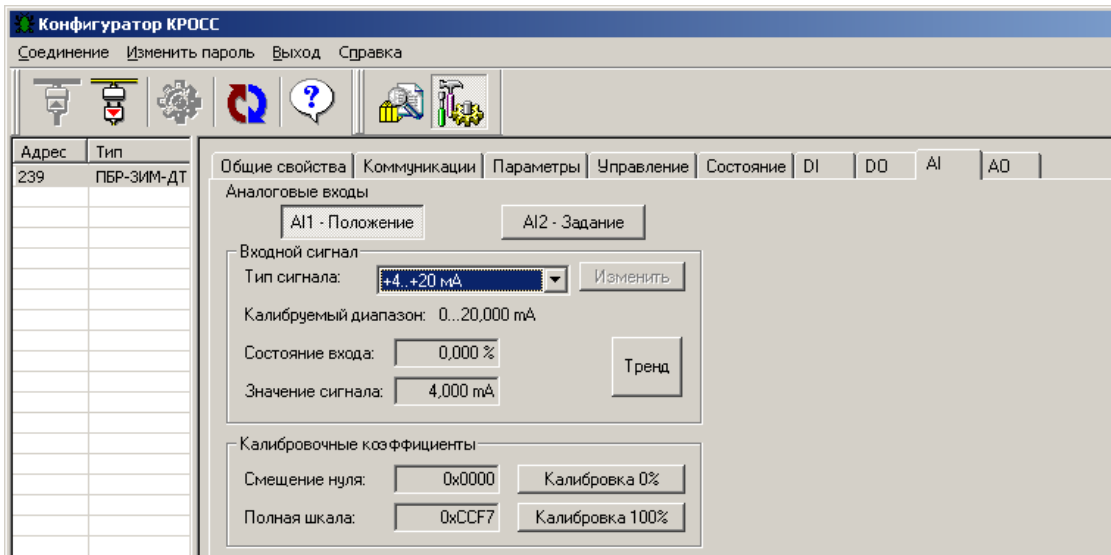 Конфигуратор КРОСС
Соединение Изменить пароль Выход Справка
Адрес Тип
239 ПБР-ЗИМ-ДТ
Общие свойства Коммуникации Параметры Управление Состояние DI DO AI AO
Аналоговые входы
AI1 - Положение AI2 - Задание
Входной сигнал
Тип сигнала: +4..+20 мА Изменить
Калибруемый диапазон: 0...20,000 mA
Состояние входа: 0,000 %
Тренд
Значение сигнала: 4,000 mA
Калибровочные коэффициенты
Смещение нуля: 0x0000 Калибровка 0%
Полная шкала: 0xCCF7 Калибровка 100%